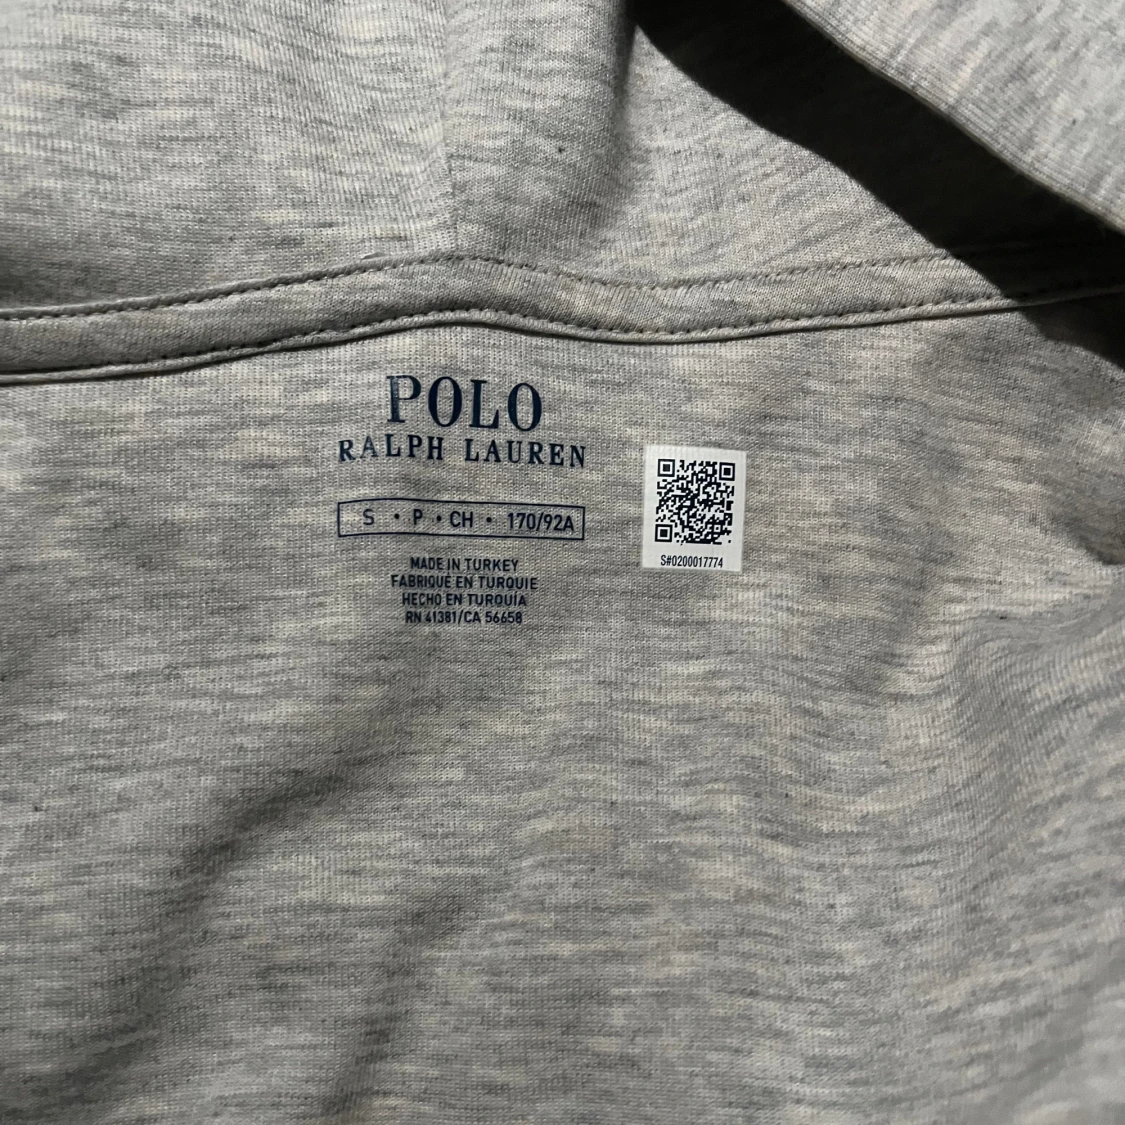 POLO
RALPH LAUREN
S • P • CH • 170/92A
MADE IN TURKEY
FABRIQUÉ EN TURQUIE
HECHO EN TURQUÍA
RN 41381/CA 56658
S#0200017774